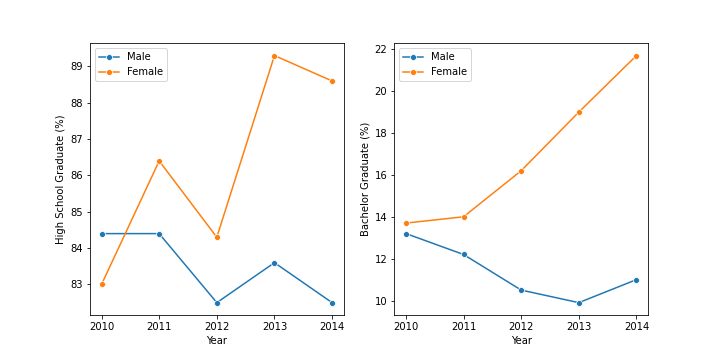 Male
Female
High School Graduate (%)
89
88
87
86
85
84
83
2010 2011 2012 2013 2014
Year
Male
Female
Bachelor Graduate (%)
22
20
18
16
14
12
10
2010 2011 2012 2013 2014
Year